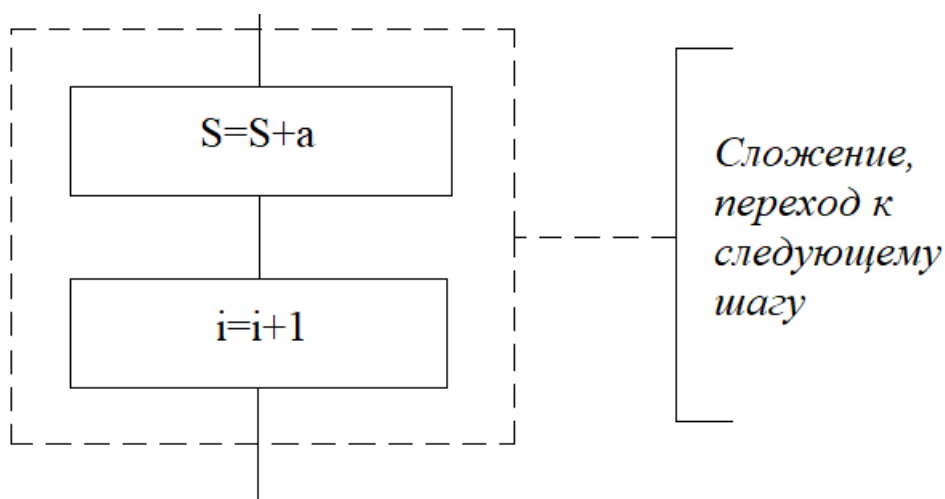 S=S+a
i=i+1
Сложение,
переход к
следующему
шагу